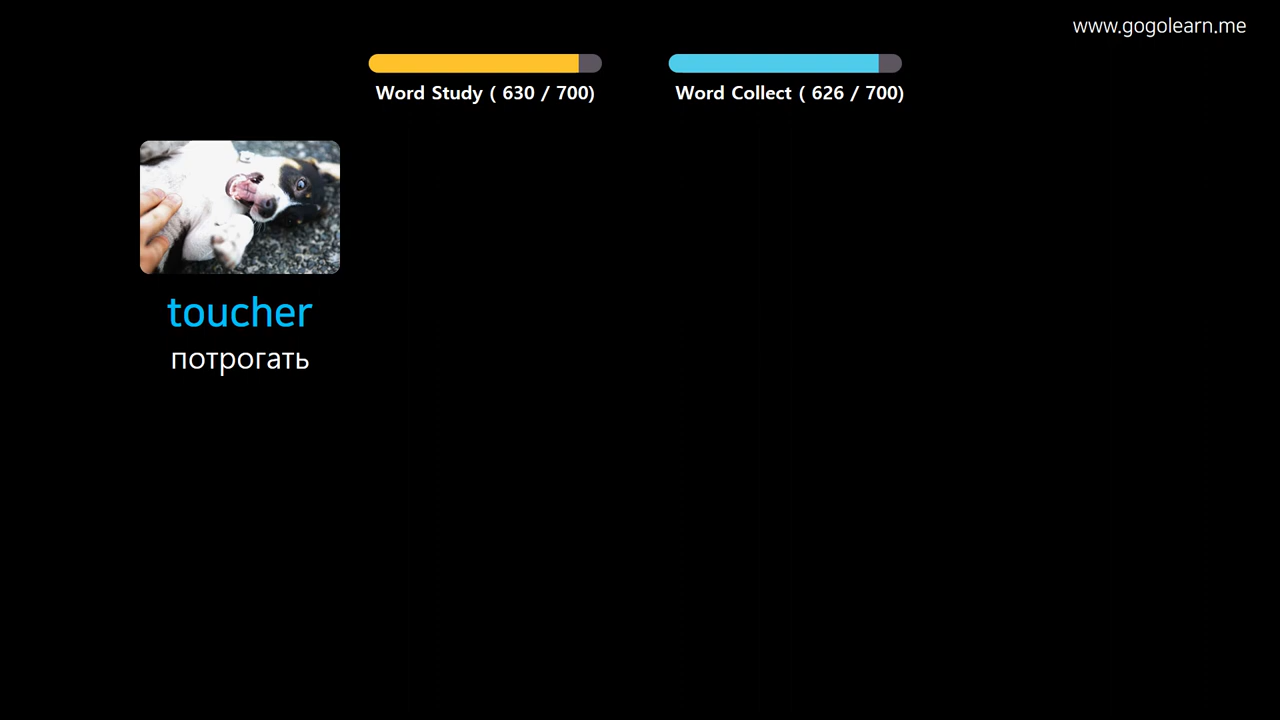 www.gogolearn.me
Word Study ( 630 / 700)
Word Collect ( 626 / 700)
toucher
потрогать